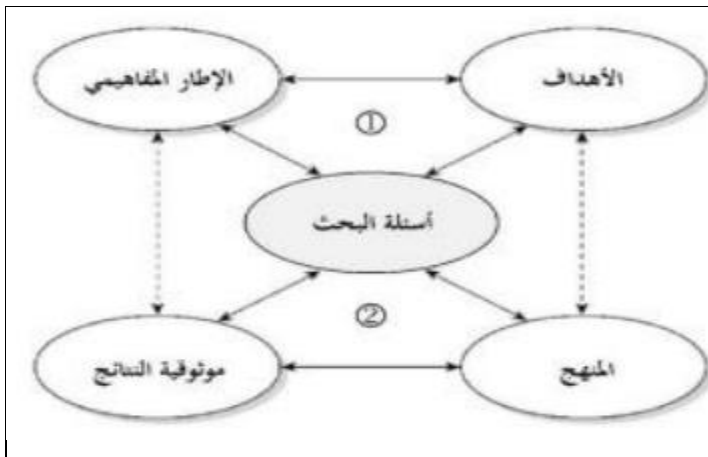 الأهداف
الإطار المفاهيمي
①
أسئلة البحث
②
المنهج
موثوقية النتائج